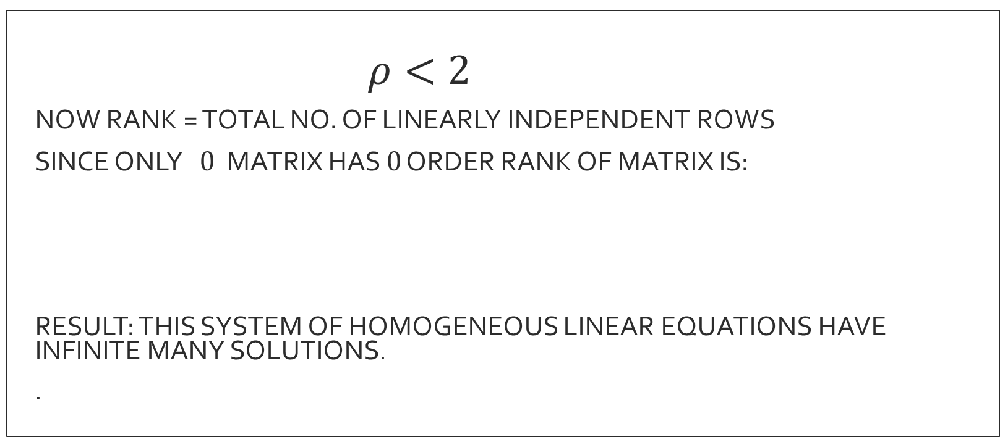 ρ < 2
NOW RANK = TOTAL NO. OF LINEARLY INDEPENDENT ROWS
SINCE ONLY 0 MATRIX HAS 0 ORDER RANK OF MATRIX IS:
RESULT: THIS SYSTEM OF HOMOGENEOUS LINEAR EQUATIONS HAVE
INFINITE MANY SOLUTIONS.
.